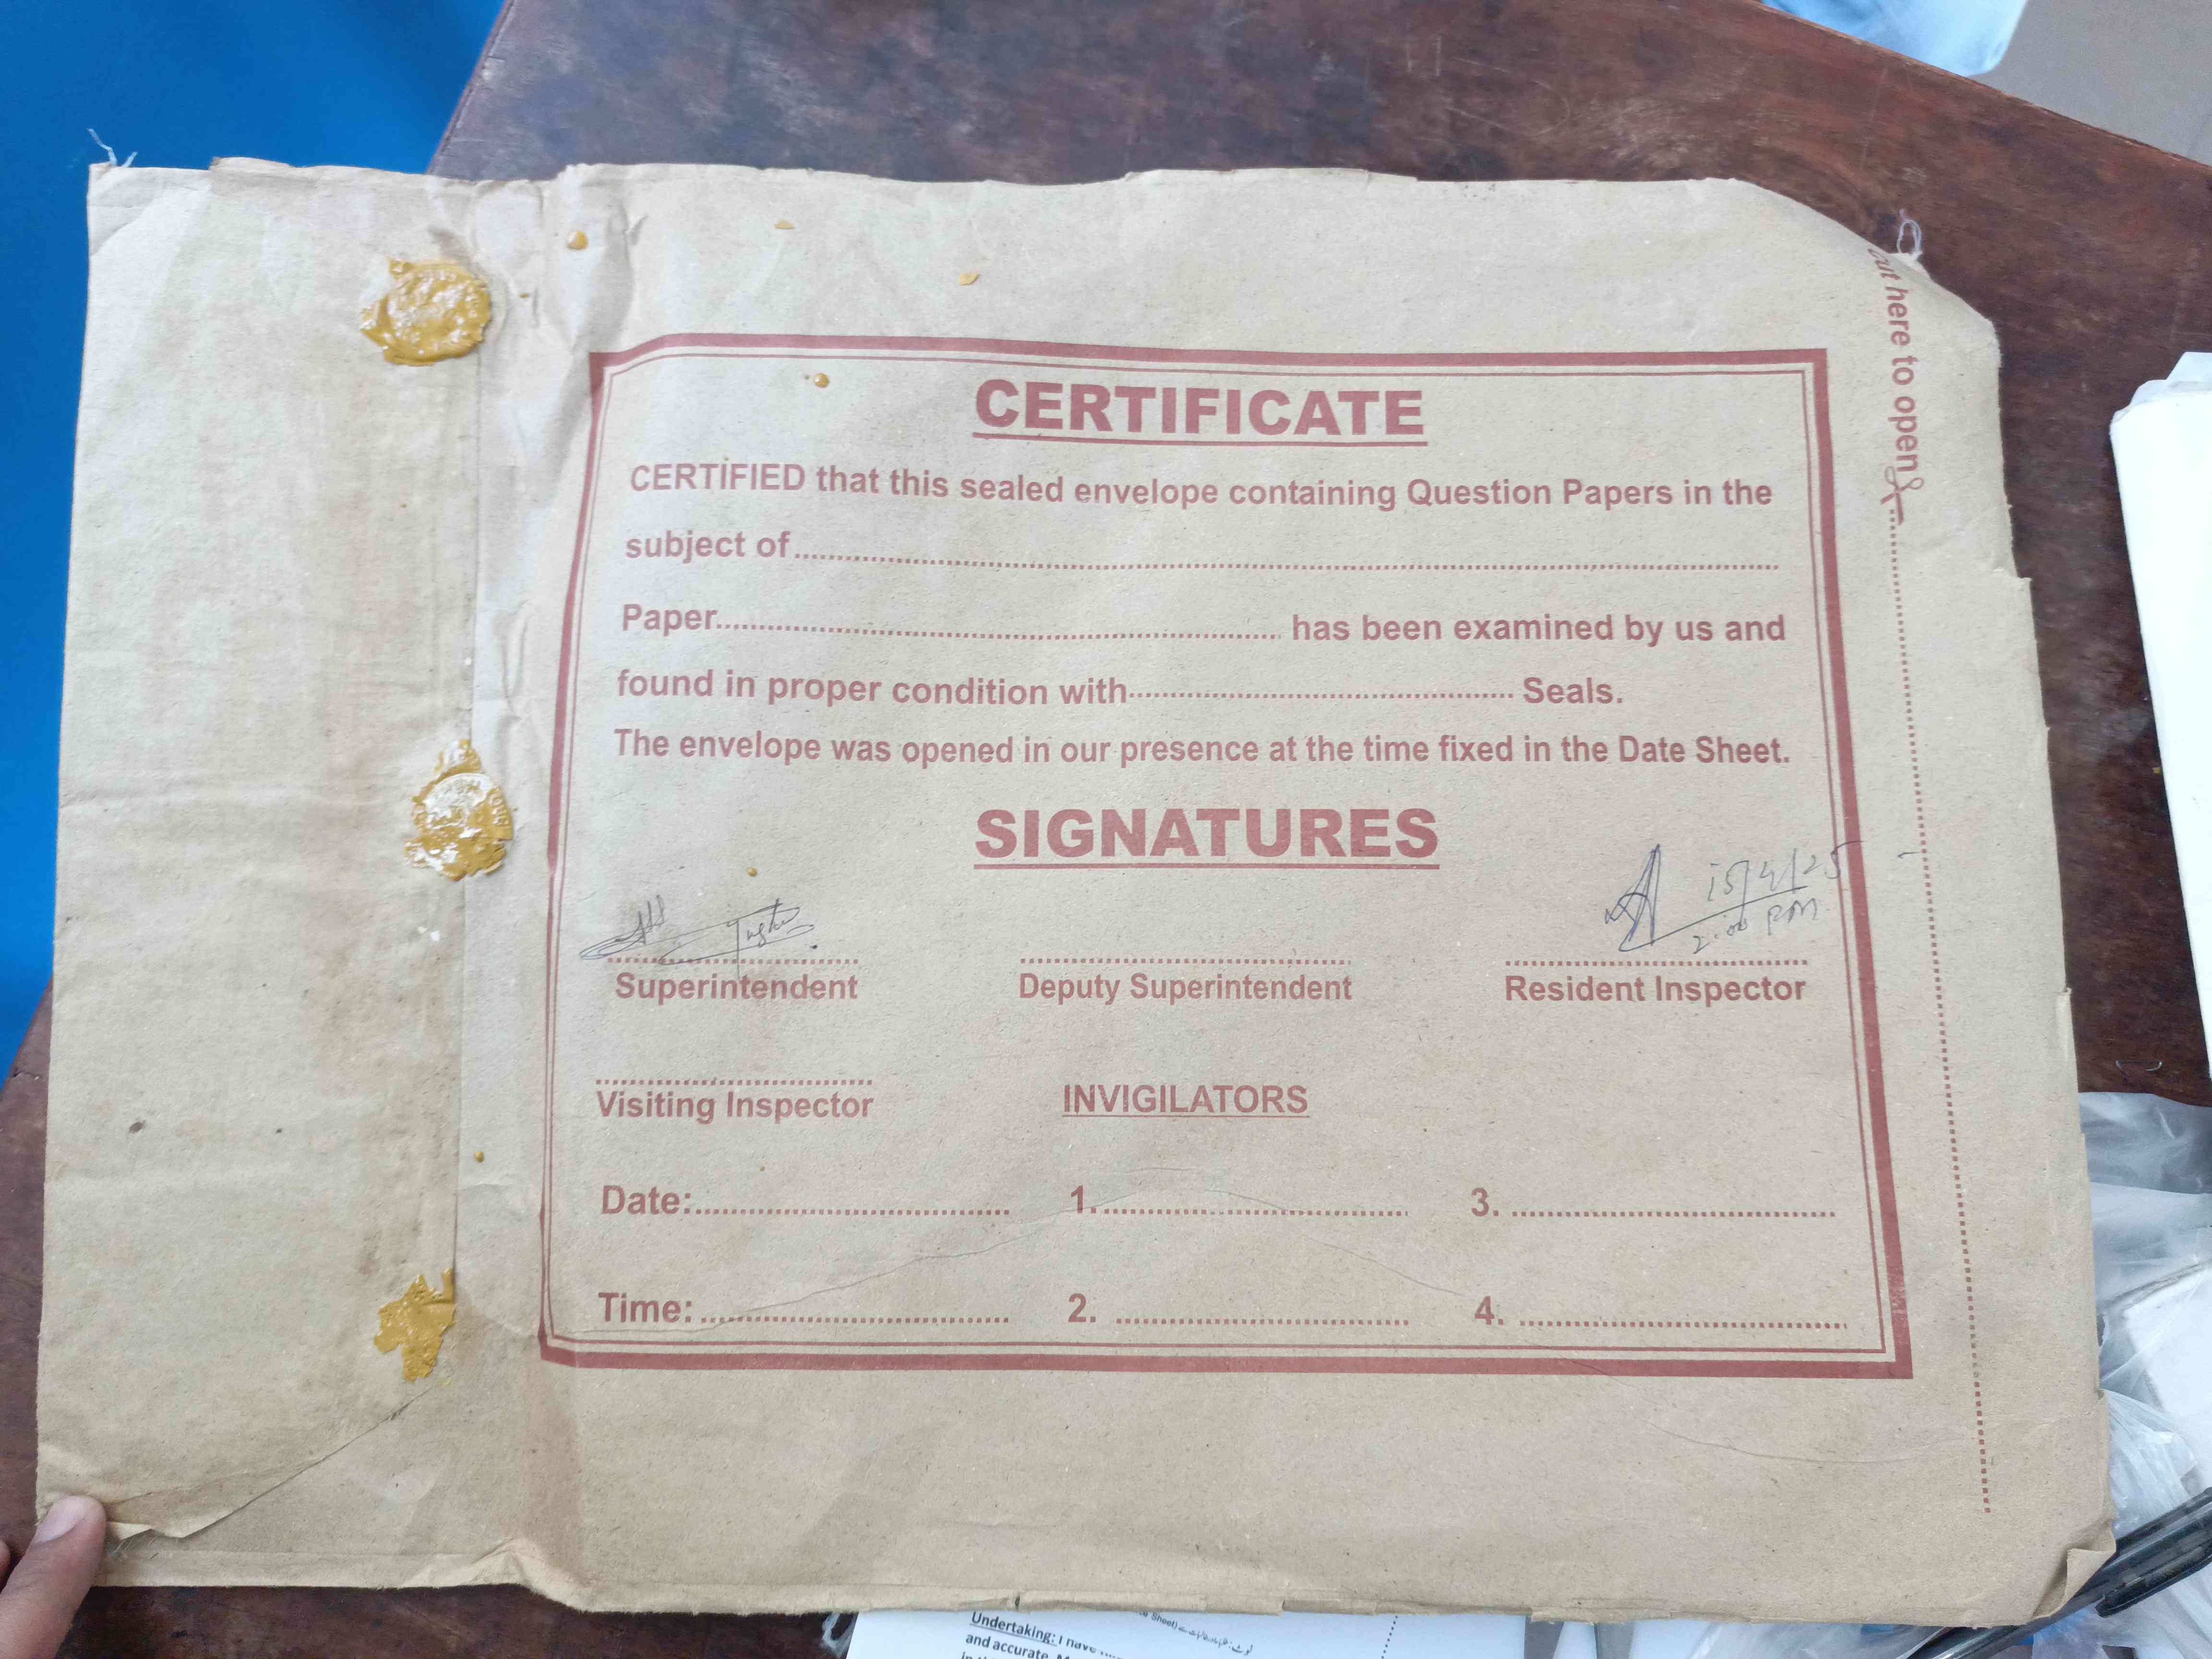 cut here to open
CERTIFICATE
CERTIFIED that this sealed envelope containing Question Papers in the
subject of
Paper has been examined by us and
found in proper condition with Seals.
The envelope was opened in our presence at the time fixed in the Date Sheet.
SIGNATURES
15/4/25
2:00 PM
Superintendent Deputy Superintendent Resident Inspector
Visiting Inspector INVIGILATORS
Date: 1. 3.
Time: 2. 4.
Sheet)
Undertaking: I have
and accurate.